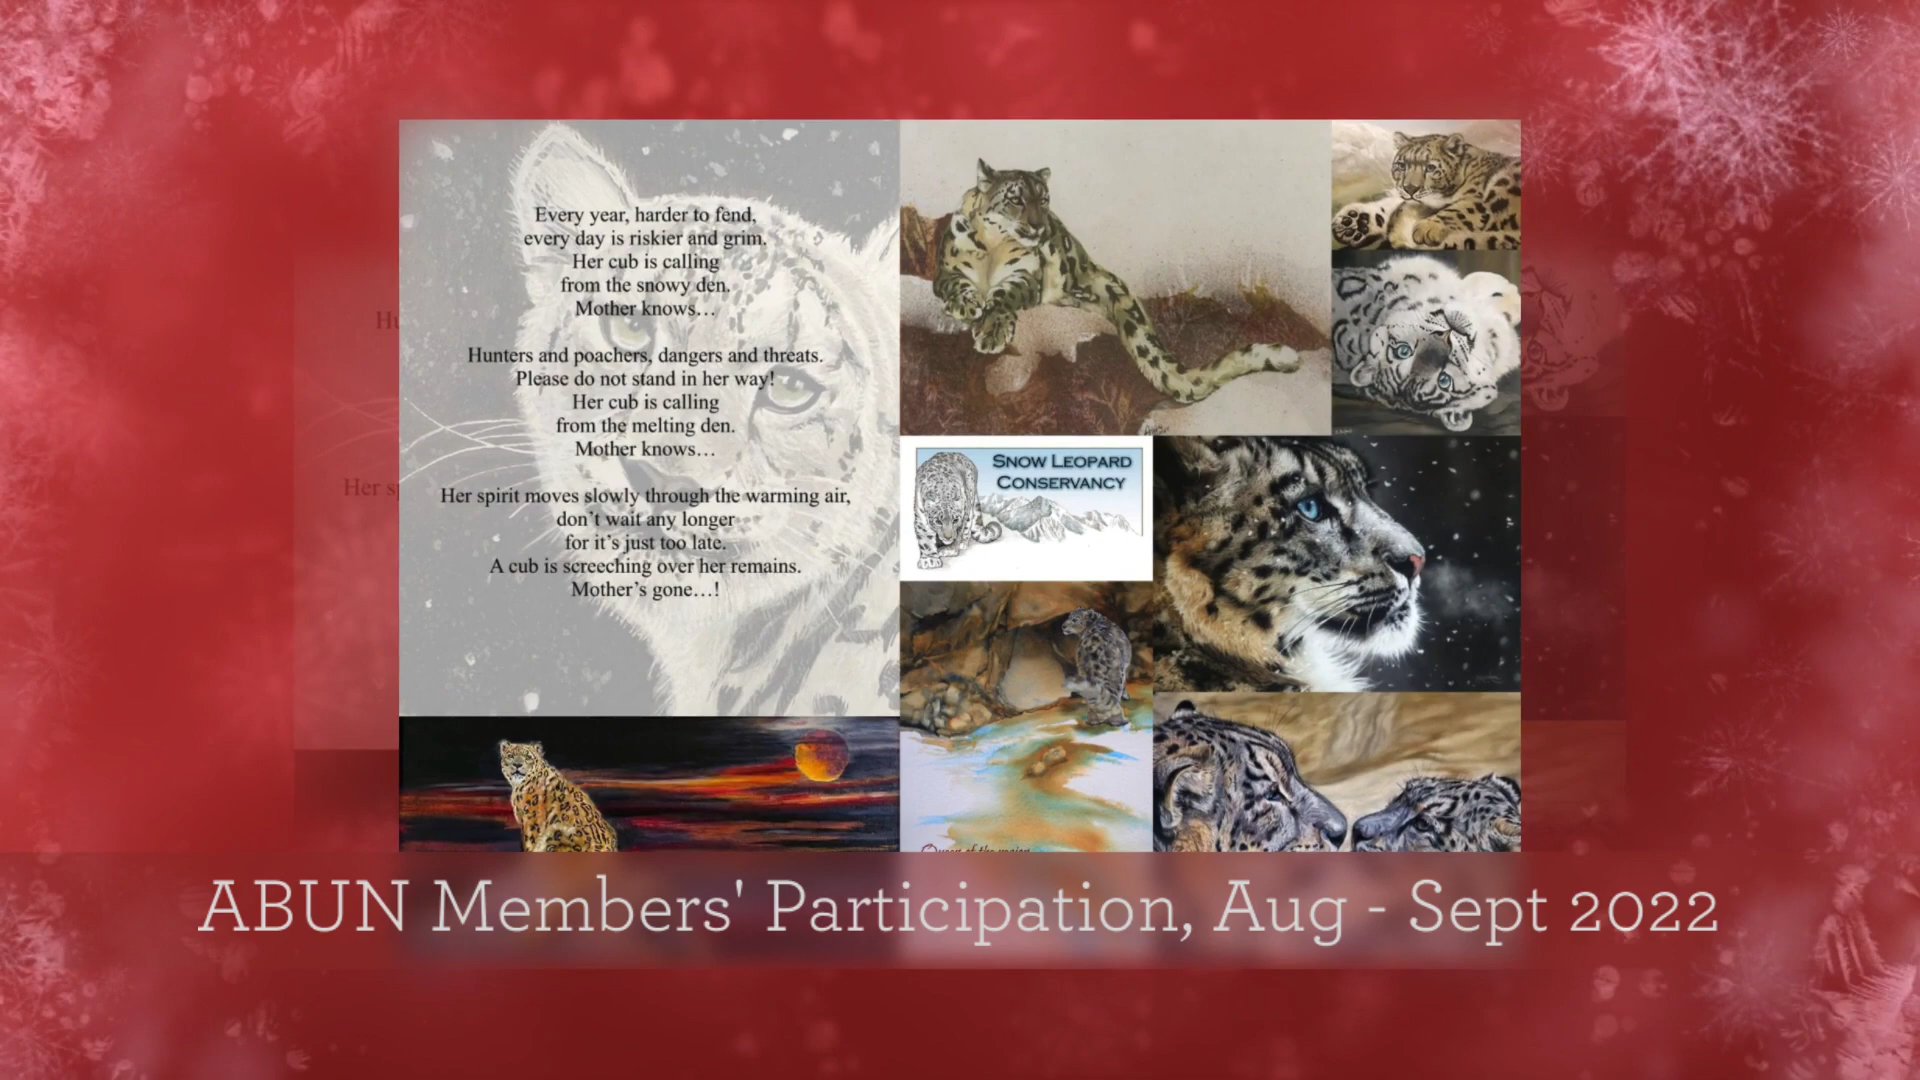 Every year, harder to fend,
every day is riskier and grim.
Her cub is calling
from the snowy den.
Mother knows…
Hunters and poachers, dangers and threats.
Please do not stand in her way!
Her cub is calling
from the melting den.
Mother knows…
Her spirit moves slowly through the warming air,
don't wait any longer
for it's just too late.
A cub is screeching over her remains.
Mother's gone…!
SNOW LEOPARD
CONSERVANCY
ABUN Members' Participation, Aug - Sept 2022